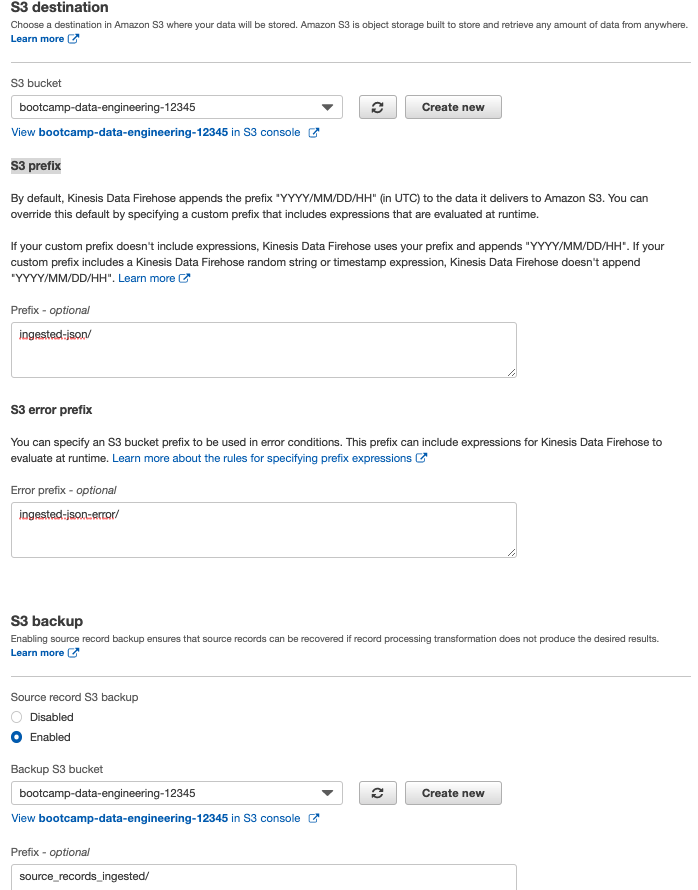 S3 destination
Choose a destination in Amazon S3 where your data will be stored. Amazon S3 is object storage built to store and retrieve any amount of data from anywhere.
Learn more
S3 bucket
bootcamp-data-engineering-12345
Create new
View bootcamp-data-engineering-12345 in S3 console
S3 prefix
By default, Kinesis Data Firehose appends the prefix "YYYY/MM/DD/HH" (in UTC) to the data it delivers to Amazon S3. You can
override this default by specifying a custom prefix that includes expressions that are evaluated at runtime.
If your custom prefix doesn't include expressions, Kinesis Data Firehose uses your prefix and appends "YYYY/MM/DD/HH". If your
custom prefix includes a Kinesis Data Firehose random string or timestamp expression, Kinesis Data Firehose doesn't append
"YYYY/MM/DD/HH". Learn more
Prefix - optional
ingested-json/
S3 error prefix
You can specify an S3 bucket prefix to be used in error conditions. This prefix can include expressions for Kinesis Data Firehose to
evaluate at runtime. Learn more about the rules for specifying prefix expressions
Error prefix - optional
ingested-json-error/
S3 backup
Enabling source record backup ensures that source records can be recovered if record processing transformation does not produce the desired results.
Learn more
Source record S3 backup
Disabled
Enabled
Backup S3 bucket
bootcamp-data-engineering-12345
Create new
View bootcamp-data-engineering-12345 in S3 console
Prefix - optional
source_records_ingested/